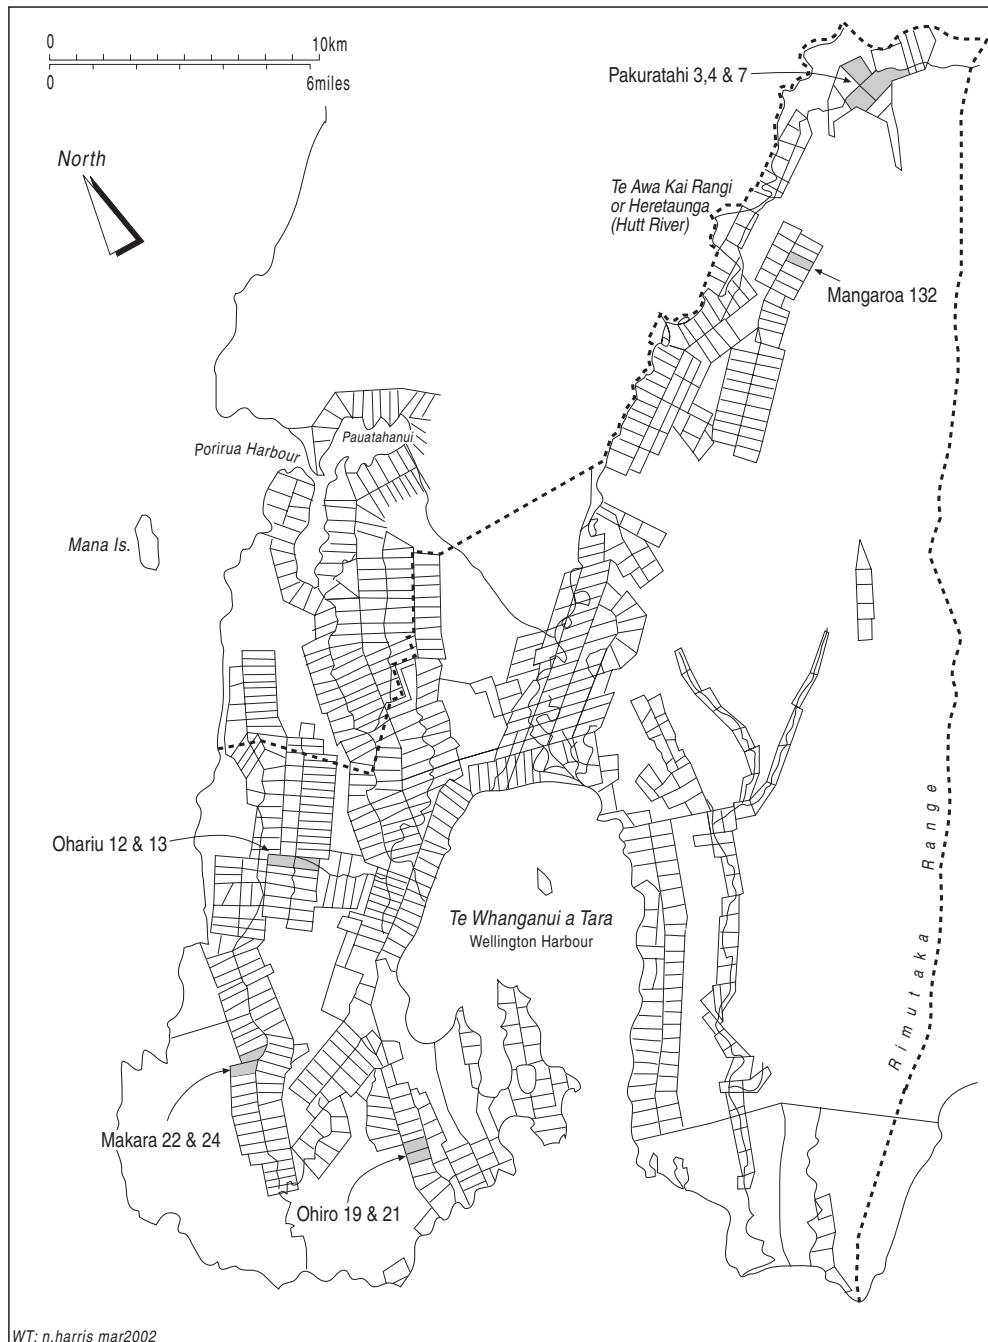 0 10km
0 6miles
North
Pakuratahi 3,4 & 7
Te Awa Kai Rangi
or Heretaunga
(Hutt River)
Mangaroa 132
Pauatahanui
Porirua Harbour
Mana Is.
Ohariu 12 & 13
Te Whanganui a Tara
Wellington Harbour
Rimutaka Range
Makara 22 & 24
Ohiro 19 & 21
WT: n.harris mar2002